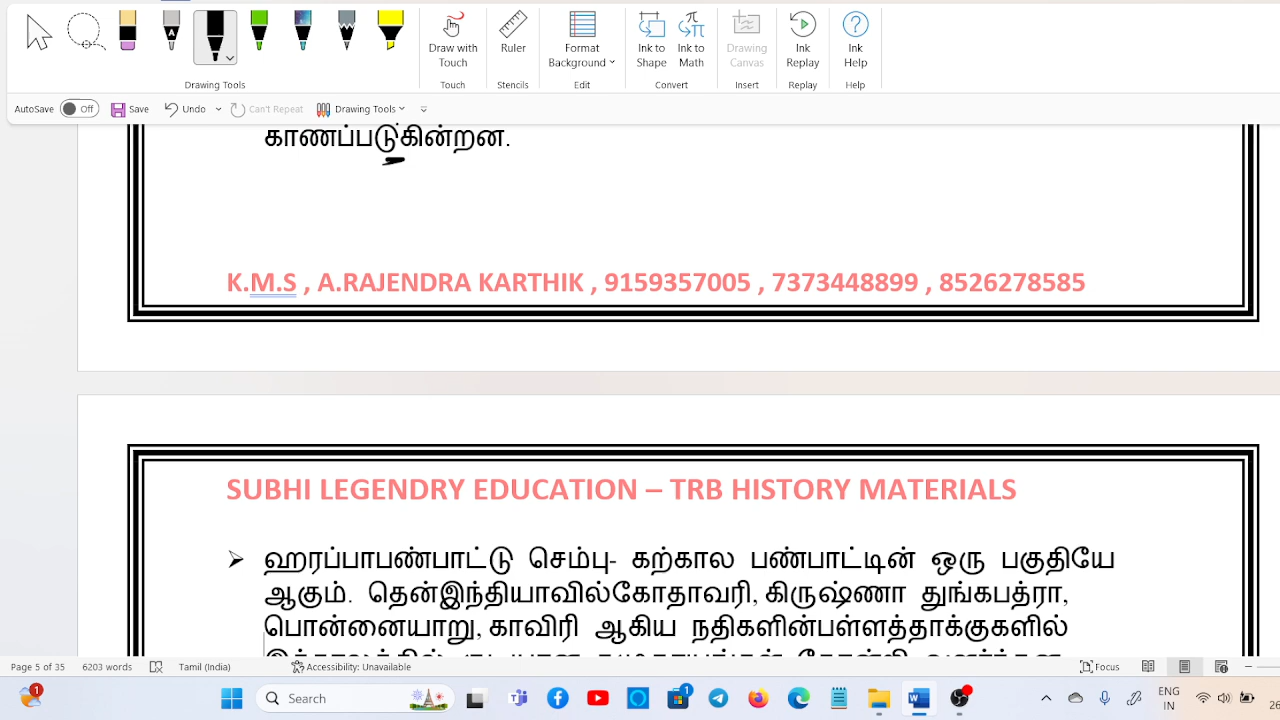 Draw with Touch
Ruler
Format Background
Ink to Shape
Ink to Math
Drawing Canvas
Ink Replay
Ink Help
Drawing Tools
Touch
Stencils
Edit
Convert
Insert
Replay
Help
AutoSave Off Save Undo Can't Repeat Drawing Tools
காணப்படுகின்றன.
K.M.S , A.RAJENDRA KARTHIK , 9159357005 , 7373448899 , 8526278585
SUBHI LEGENDRY EDUCATION – TRB HISTORY MATERIALS
➢ ஹரப்பாபண்பாட்டு செம்பு- கற்கால பண்பாட்டின் ஒரு பகுதியே
ஆகும். தென்இந்தியாவில்கோதாவரி, கிருஷ்ணா துங்கபத்ரா,
பொன்னையாறு, காவிரி ஆகிய நதிகளின்பள்ளத்தாக்குகளில்
Page 5 of 35 6203 words Tamil (India) Accessibility: Unavailable Focus
1 Search 1 ENG
IN